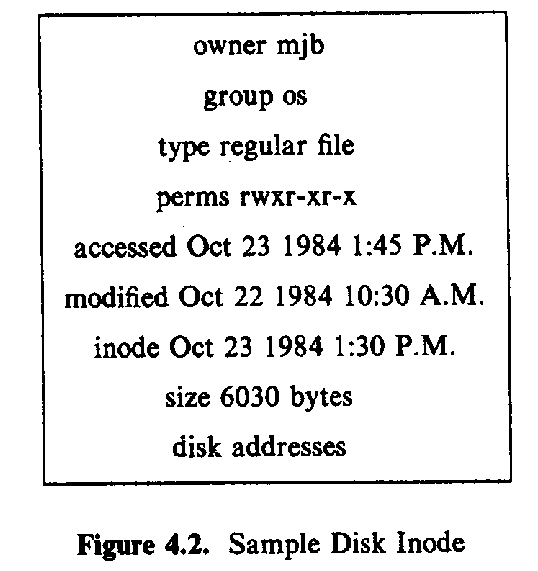 owner mjb
group os
type regular file
perms rwxr-xr-x
accessed Oct 23 1984 1:45 P.M.
modified Oct 22 1984 10:30 A.M.
inode Oct 23 1984 1:30 P.M.
size 6030 bytes
disk addresses
Figure 4.2. Sample Disk Inode